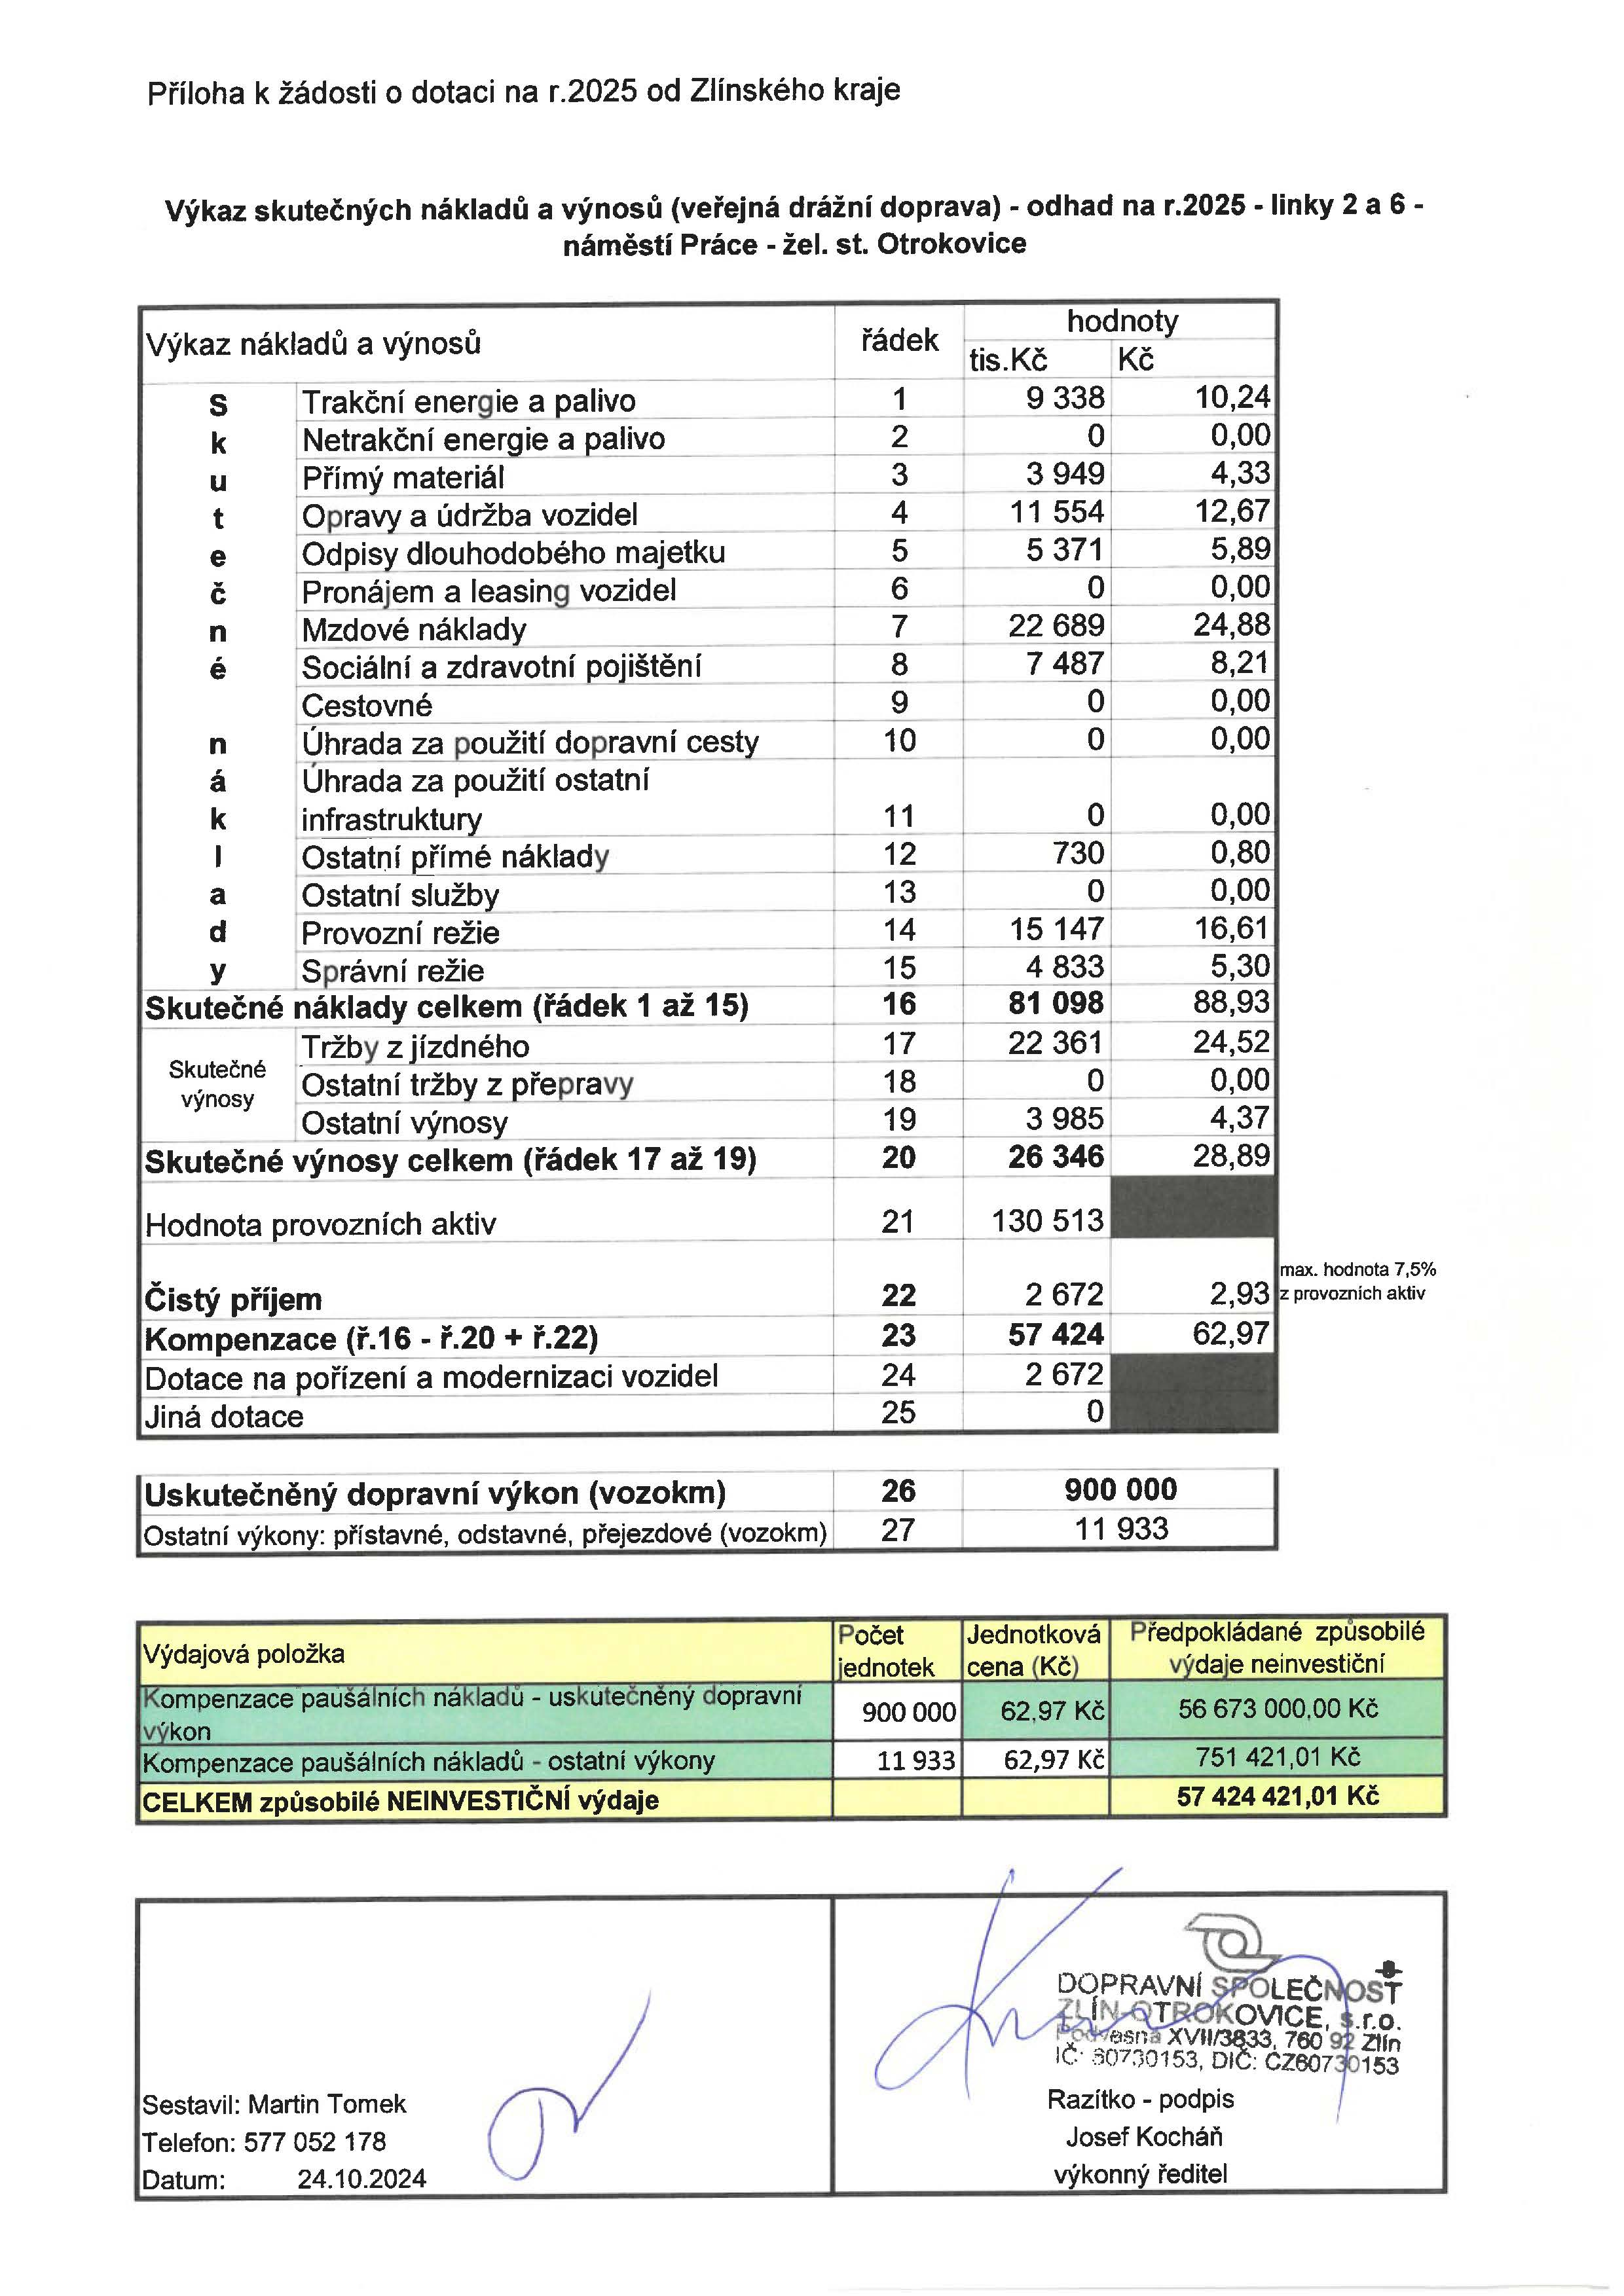 Příloha k žádosti o dotaci na r.2025 od Zlínského kraje
Výkaz skutečných nákladů a výnosů (veřejná drážní doprava) - odhad na r.2025 - linky 2 a 6 -
náměstí Práce - žel. st. Otrokovice
Výkaz nákladů a výnosů řádek hodnoty
tis.Kč Kč
S Trakční energie a palivo 1 9 338 10,24
k Netrakční energie a palivo 2 0 0,00
u Přímý materiál 3 3 949 4,33
t Opravy a údržba vozidel 4 11 554 12,67
e Odpisy dlouhodobého majetku 5 5 371 5,89
č Pronájem a leasing vozidel 6 0 0,00
n Mzdové náklady 7 22 689 24,88
é Sociální a zdravotní pojištění 8 7 487 8,21
Cestovné 9 0 0,00
n Úhrada za použití dopravní cesty 10 0 0,00
á Úhrada za použití ostatní
k infrastruktury 11 0 0,00
l Ostatní přímé náklady 12 730 0,80
a Ostatní služby 13 0 0,00
d Provozní režie 14 15 147 16,61
y Správní režie 15 4 833 5,30
Skutečné náklady celkem (řádek 1 až 15) 16 81 098 88,93
Skutečné výnosy
Tržby z jízdného 17 22 361 24,52
Ostatní tržby z přepravy 18 0 0,00
Ostatní výnosy 19 3 985 4,37
Skutečné výnosy celkem (řádek 17 až 19) 20 26 346 28,89
Hodnota provozních aktiv 21 130 513
max. hodnota 7,5%
Čistý příjem 22 2 672 2,93 z provozních aktiv
Kompenzace (ř.16 - ř.20 + ř.22) 23 57 424 62,97
Dotace na pořízení a modernizaci vozidel 24 2 672
Jiná dotace 25 0
Uskutečněný dopravní výkon (vozokm) 26 900 000
Ostatní výkony: přístavné, odstavné, přejezdové (vozokm) 27 11 933
Výdajová položka Počet jednotek Jednotková cena (Kč) Předpokládané způsobilé výdaje neinvestiční
Kompenzace paušálních nákladů - uskutečněný dopravní
výkon 900 000 62,97 Kč 56 673 000,00 Kč
Kompenzace paušálních nákladů - ostatní výkony 11 933 62,97 Kč 751 421,01 Kč
CELKEM způsobilé NEINVESTIČNÍ výdaje 57 424 421,01 Kč
DOPRAVNÍ SPOLEČNOST
ZLÍN-OTROKOVICE, s.r.o.
Podvesná XVII/3833, 760 92 Zlín
IČ: 60730153, DIČ: CZ60730153
Sestavil: Martin Tomek Razítko - podpis
Telefon: 577 052 178 Josef Kocháň
Datum: 24.10.2024 výkonný ředitel